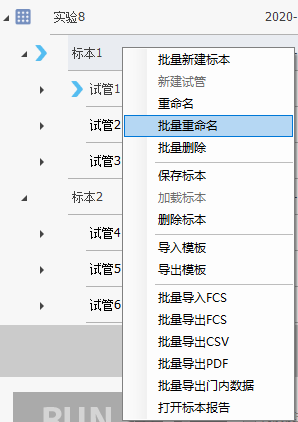 实验8 2020-
标本1
试管1
试管2
试管3
标本2
试管4
试管5
试管6
批量新建标本
新建试管
重命名
批量重命名
批量删除
保存标本
加载标本
删除标本
导入模板
导出模板
批量导入FCS
批量导出FCS
批量导出CSV
批量导出PDF
批量导出门内数据
打开标本报告
RUN